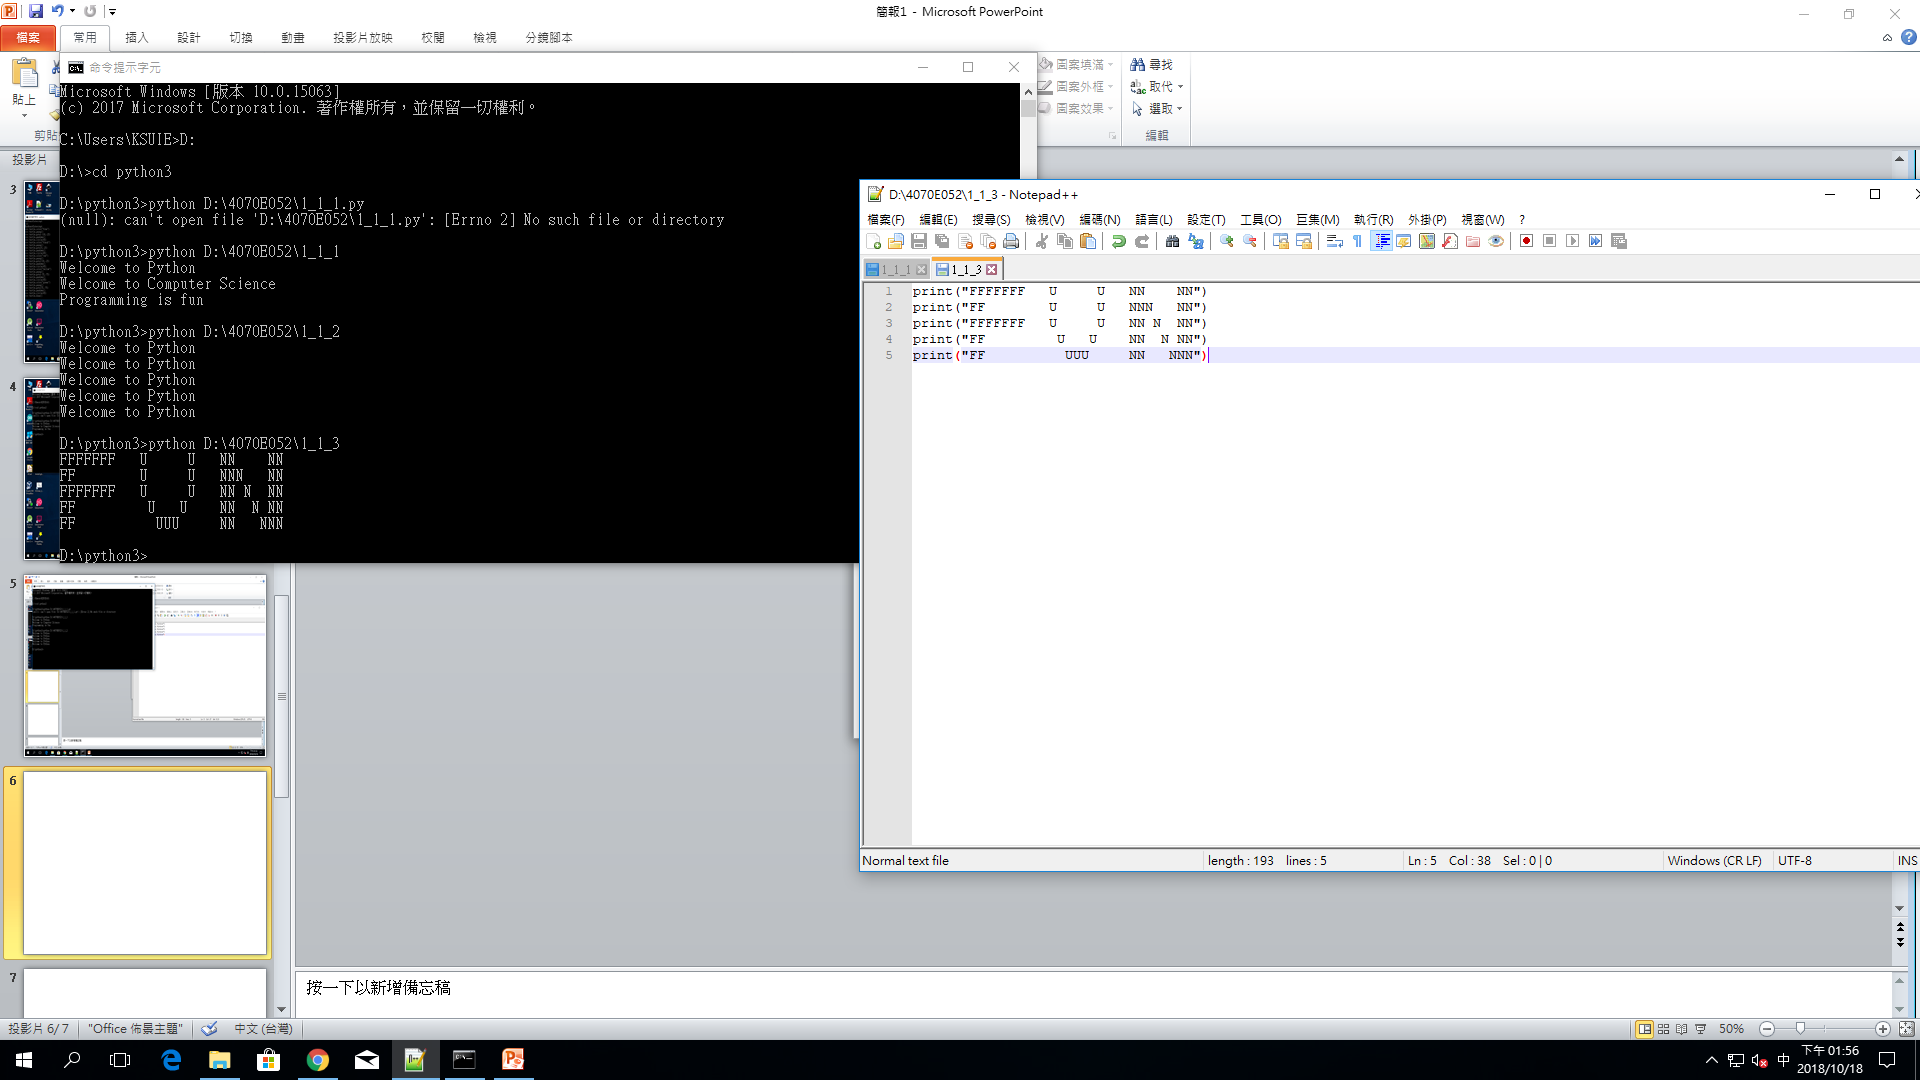 簡報1 - Microsoft PowerPoint
檔案 常用 插入 設計 切換 動畫 投影片放映 校閱 檢視 分鏡腳本
貼上
剪貼
圖案填滿
圖案外框
圖案效果
尋找
取代
選取
編輯
投影片
命令提示字元
Microsoft Windows [版本 10.0.15063]
(c) 2017 Microsoft Corporation. 著作權所有，並保留一切權利。
C:\Users\KSUIE>D:
D:\>cd python3
D:\python3>python D:\4070E052\1_1_1.py
(null): can't open file 'D:\4070E052\1_1_1.py': [Errno 2] No such file or directory
D:\python3>python D:\4070E052\1_1_1
Welcome to Python
Welcome to Computer Science
Programming is fun
D:\python3>python D:\4070E052\1_1_2
Welcome to Python
Welcome to Python
Welcome to Python
Welcome to Python
Welcome to Python
D:\python3>python D:\4070E052\1_1_3
FFFFFFF   U     U   NN    NN
FF        U     U   NNN   NN
FFFFFFF   U     U   NN N  NN
FF         U   U    NN  N NN
FF          UUU     NN   NNN
D:\python3>
D:\4070E052\1_1_3 - Notepad++
檔案(F) 編輯(E) 搜尋(S) 檢視(V) 編碼(N) 語言(L) 設定(T) 工具(O) 巨集(M) 執行(R) 外掛(P) 視窗(W) ?
1_1_1 1_1_3
1 print("FFFFFFF   U     U   NN    NN")
2 print("FF        U     U   NNN   NN")
3 print("FFFFFFF   U     U   NN N  NN")
4 print("FF         U   U    NN  N NN")
5 print("FF          UUU     NN   NNN")
Normal text file length : 193 lines : 5 Ln : 5 Col : 38 Sel : 0 | 0 Windows (CR LF) UTF-8 INS
3
4
5
6
7
按一下以新增備忘稿
投影片 6/7 "Office 佈景主題" 中文 (台灣) 50%
中
下午 01:56
2018/10/18